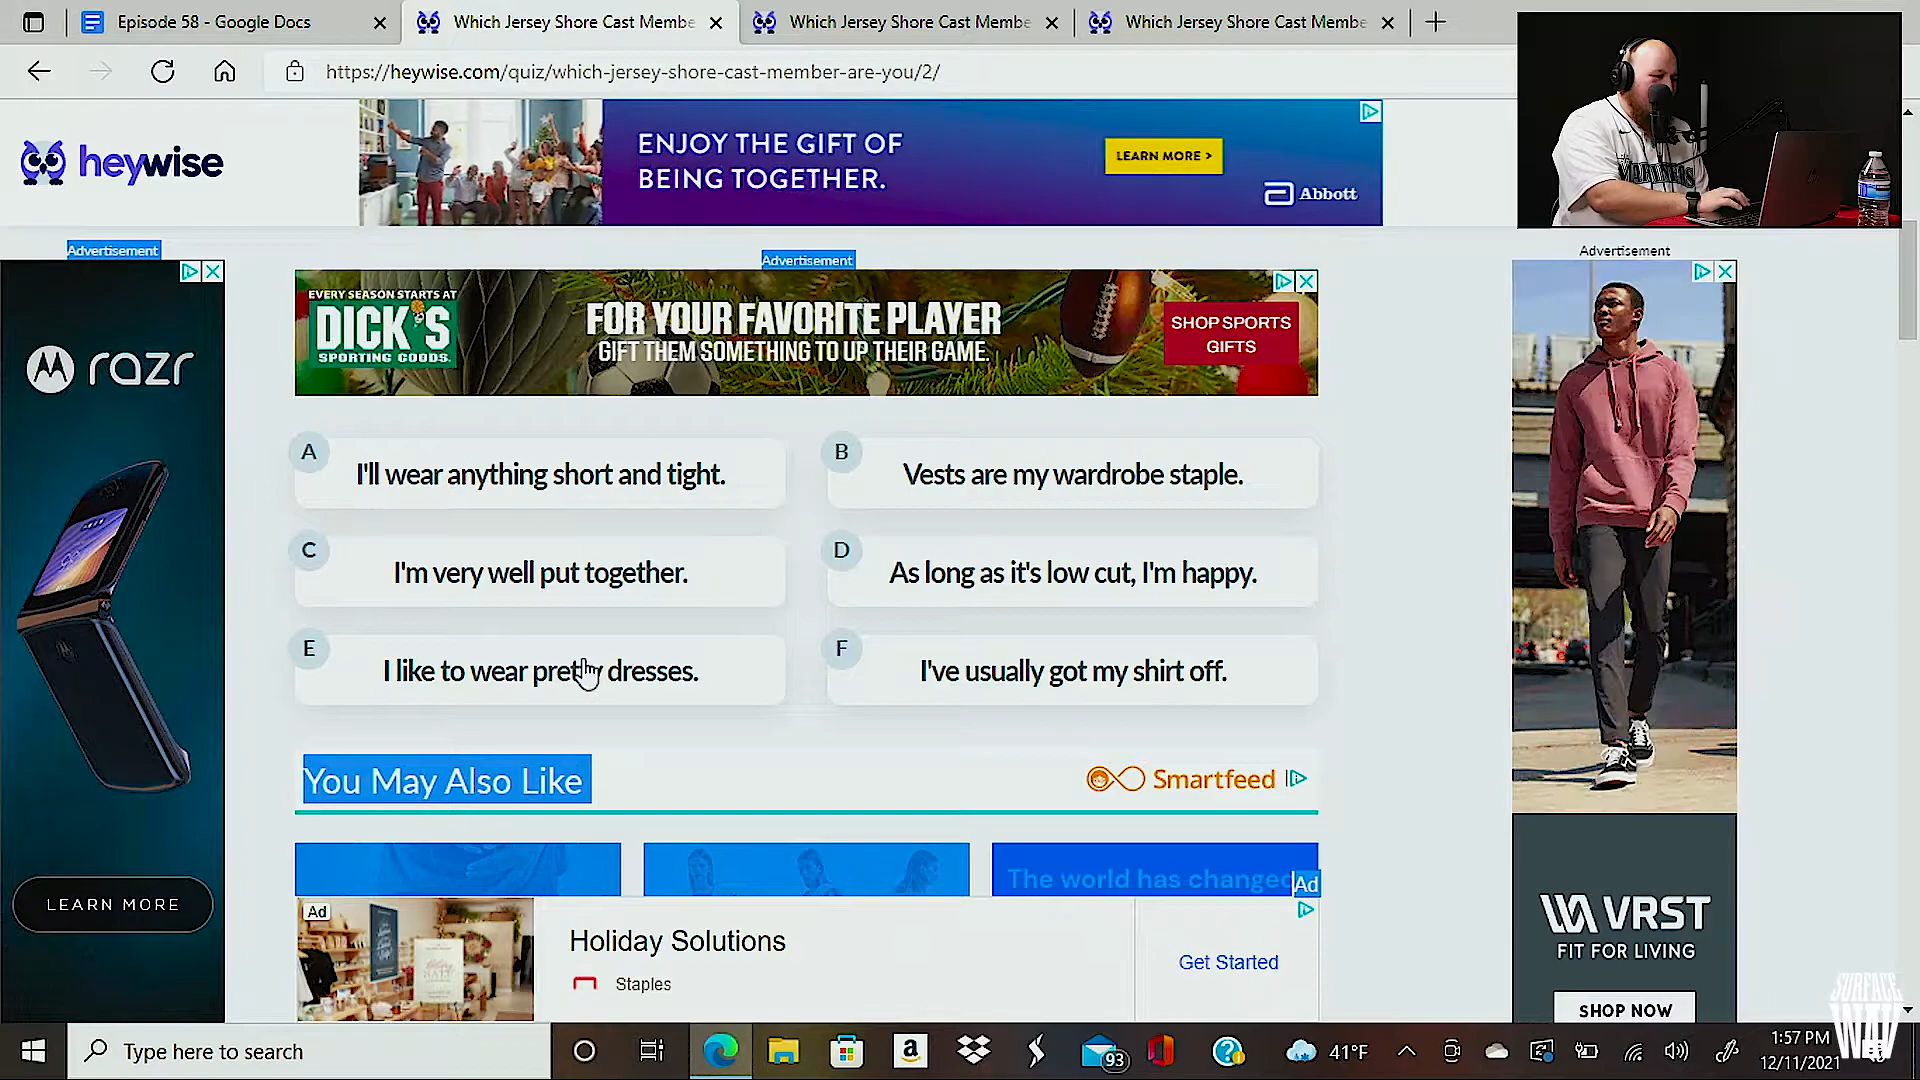 Episode 58 - Google Docs
Which Jersey Shore Cast Membe
Which Jersey Shore Cast Membe
Which Jersey Shore Cast Membe
https://heywise.com/quiz/which-jersey-shore-cast-member-are-you/2/
heywise
ENJOY THE GIFT OF
BEING TOGETHER.
LEARN MORE >
Abbott
MARINERS
Advertisement
Advertisement
Advertisement
EVERY SEASON STARTS AT
DICK'S
SPORTING GOODS.
FOR YOUR FAVORITE PLAYER
GIFT THEM SOMETHING TO UP THEIR GAME.
SHOP SPORTS
GIFTS
razr
A
I'll wear anything short and tight.
B
Vests are my wardrobe staple.
C
I'm very well put together.
D
As long as it's low cut, I'm happy.
E
I like to wear pretty dresses.
F
I've usually got my shirt off.
You May Also Like
Smartfeed
The world has changed
Ad
LEARN MORE
Ad
Holiday Solutions
Staples
Get Started
VRST
FIT FOR LIVING
SHOP NOW
SURFACE
WAV
Type here to search
a
93
41°F
1:57 PM
12/11/2021